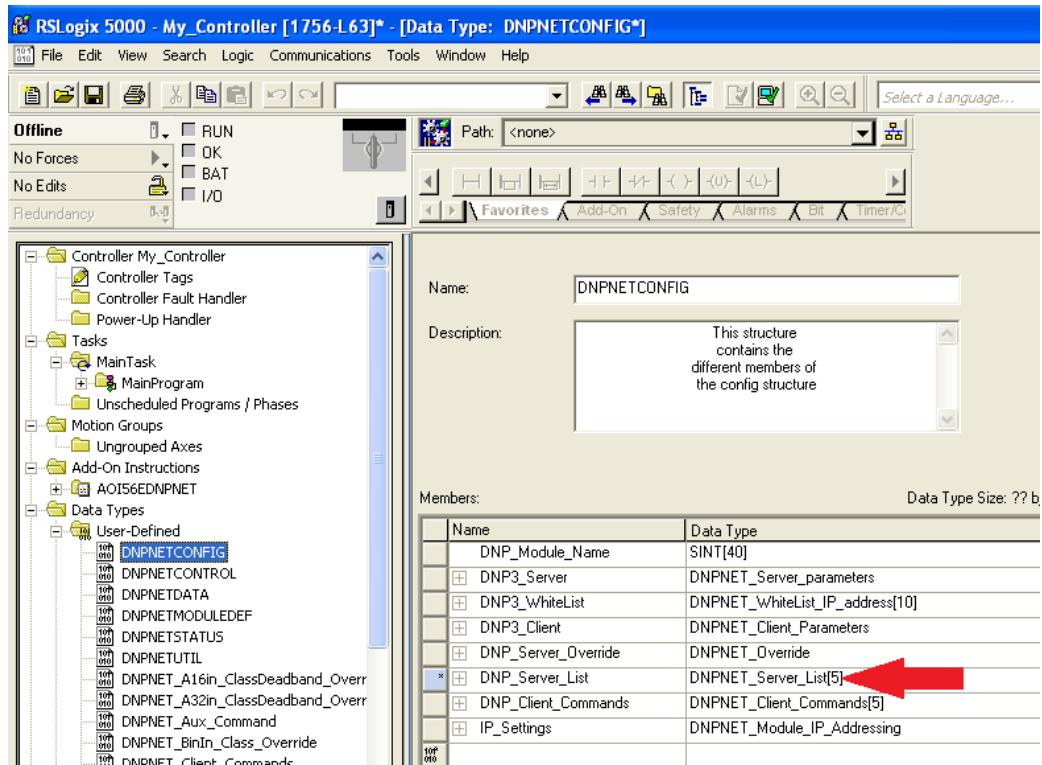 RSLogix 5000 - My_Controller [1756-L63]* - [Data Type: DNPNETCONFIG*]
File Edit View Search Logic Communications Tools Window Help
Select a Language...
Offline
RUN
No Forces
OK
No Edits
BAT
Redundancy
I/O
Path: <none>
Favorites Add-On Safety Alarms Bit Timer/C
Controller My_Controller
Controller Tags
Controller Fault Handler
Power-Up Handler
Tasks
MainTask
MainProgram
Unscheduled Programs / Phases
Motion Groups
Ungrouped Axes
Add-On Instructions
AOI56EDNPNET
Data Types
User-Defined
DNPNETCONFIG
DNPNETCONTROL
DNPNETDATA
DNPNETMODULEDEF
DNPNETSTATUS
DNPNETUTIL
DNPNET_A16in_ClassDeadband_Overr
DNPNET_A32in_ClassDeadband_Overr
DNPNET_Aux_Command
DNPNET_BinIn_Class_Override
DNPNET_Client_Commands
Name: DNPNETCONFIG
Description: This structure
contains the
different members of
the config structure
Members: Data Type Size: ?? b
Name Data Type
DNP_Module_Name SINT[40]
DNP3_Server DNPNET_Server_parameters
DNP3_WhiteList DNPNET_WhiteList_IP_address[10]
DNP3_Client DNPNET_Client_Parameters
DNP_Server_Override DNPNET_Override
DNP_Server_List DNPNET_Server_List[5]
DNP_Client_Commands DNPNET_Client_Commands[5]
IP_Settings DNPNET_Module_IP_Addressing